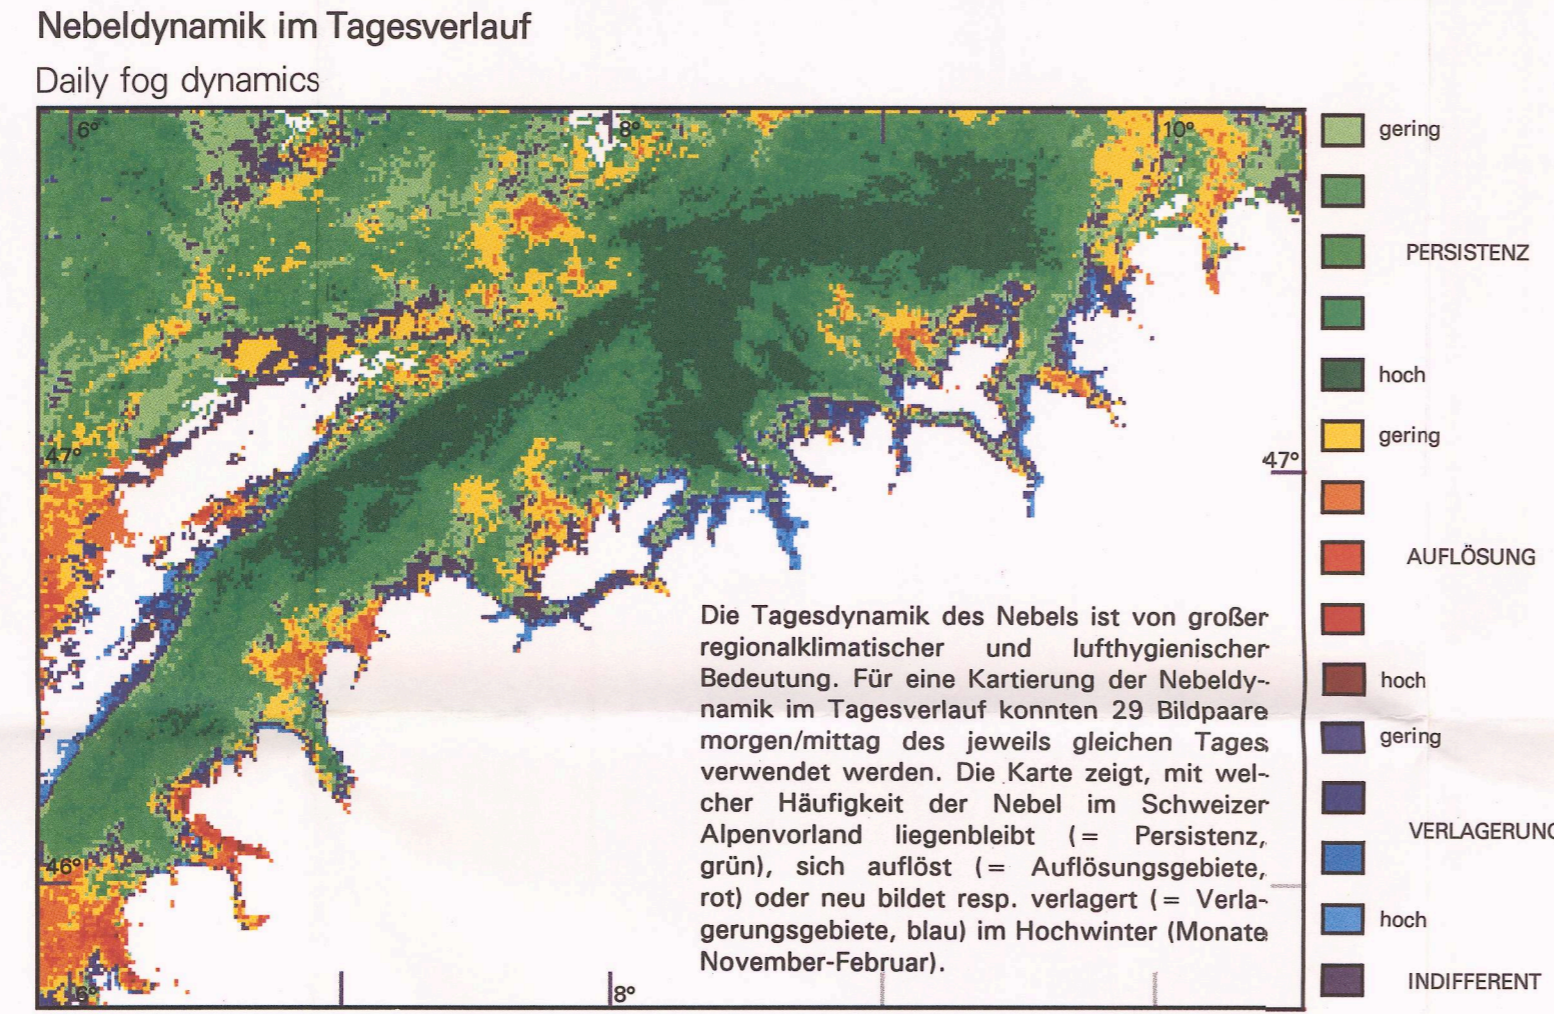 Nebeldynamik im Tagesverlauf
Daily fog dynamics
6° 8° 10°
gering
PERSISTENZ
hoch
gering
47° 47°
AUFLÖSUNG
Die Tagesdynamik des Nebels ist von großer
regionalklimatischer und lufthygienischer
Bedeutung. Für eine Kartierung der Nebeldy-
namik im Tagesverlauf konnten 29 Bildpaare
morgen/mittag des jeweils gleichen Tages
verwendet werden. Die Karte zeigt, mit wel-
cher Häufigkeit der Nebel im Schweizer
Alpenvorland liegenbleibt (= Persistenz,
grün), sich auflöst (= Auflösungsgebiete,
rot) oder neu bildet resp. verlagert (= Verla-
gerungsgebiete, blau) im Hochwinter (Monate
November-Februar).
hoch
gering
VERLAGERUNG
46°
hoch
INDIFFERENT
6° 8°